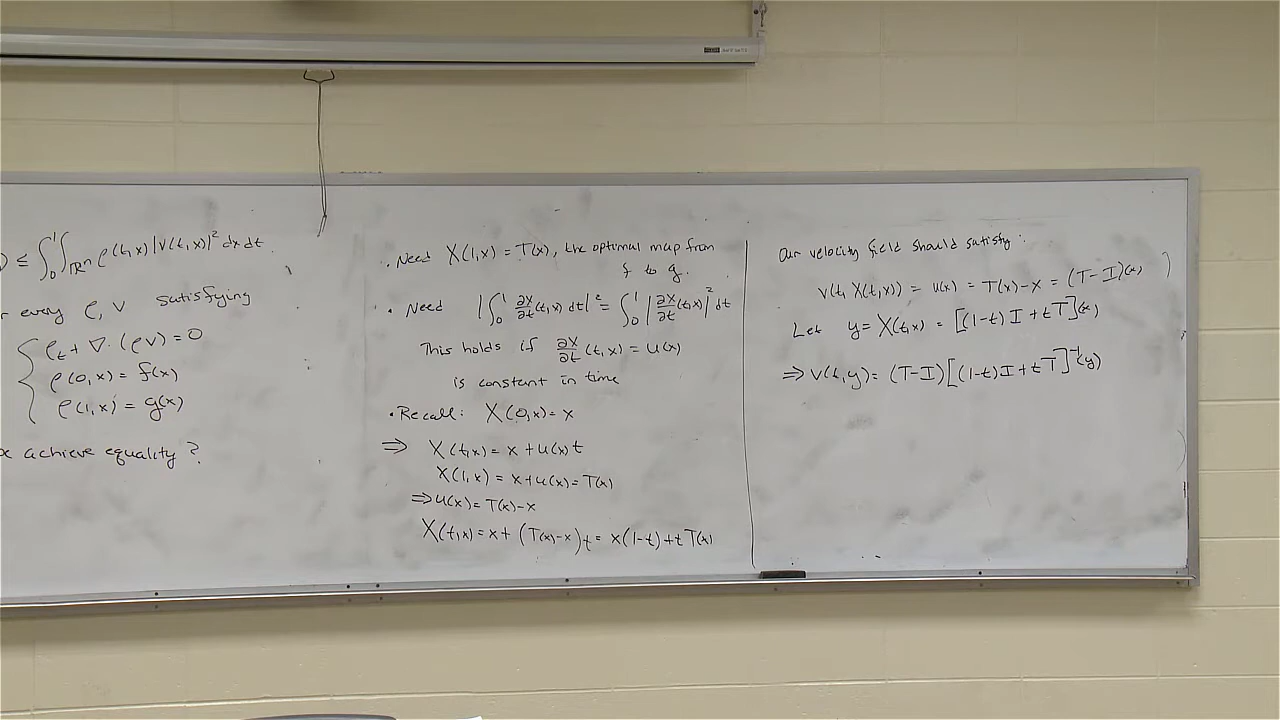 ) ≤ ∫₀¹∫_ℝⁿ ρ(t,x)|V(t,x)|² dx dt.
r every ρ, v satisfying
{ ρ_t + ∇·(ρv) = 0
ρ(0,x) = f(x)
ρ(1,x) = g(x)
achieve equality?
• Need X(1,x) = T(x), the optimal map from
f to g.
• Need |∫₀¹ ∂X/∂t (t,x) dt|² = ∫₀¹ |∂X/∂t (t,x)|² dt
This holds if ∂X/∂t (t,x) = u(x)
is constant in time
• Recall: X(0,x) = x
⇒ X(t,x) = x + u(x)t
X(1,x) = x + u(x) = T(x)
⇒ u(x) = T(x) - x
X(t,x) = x + (T(x) - x)t = x(1-t) + tT(x)
Our velocity field should satisfy:
V(t, X(t,x)) = u(x) = T(x) - x = (T - I)(x)
Let y = X(t,x) = [(1-t)I + tT](x)
⇒ V(t,y) = (T-I)[(1-t)I + tT]⁻¹(y)